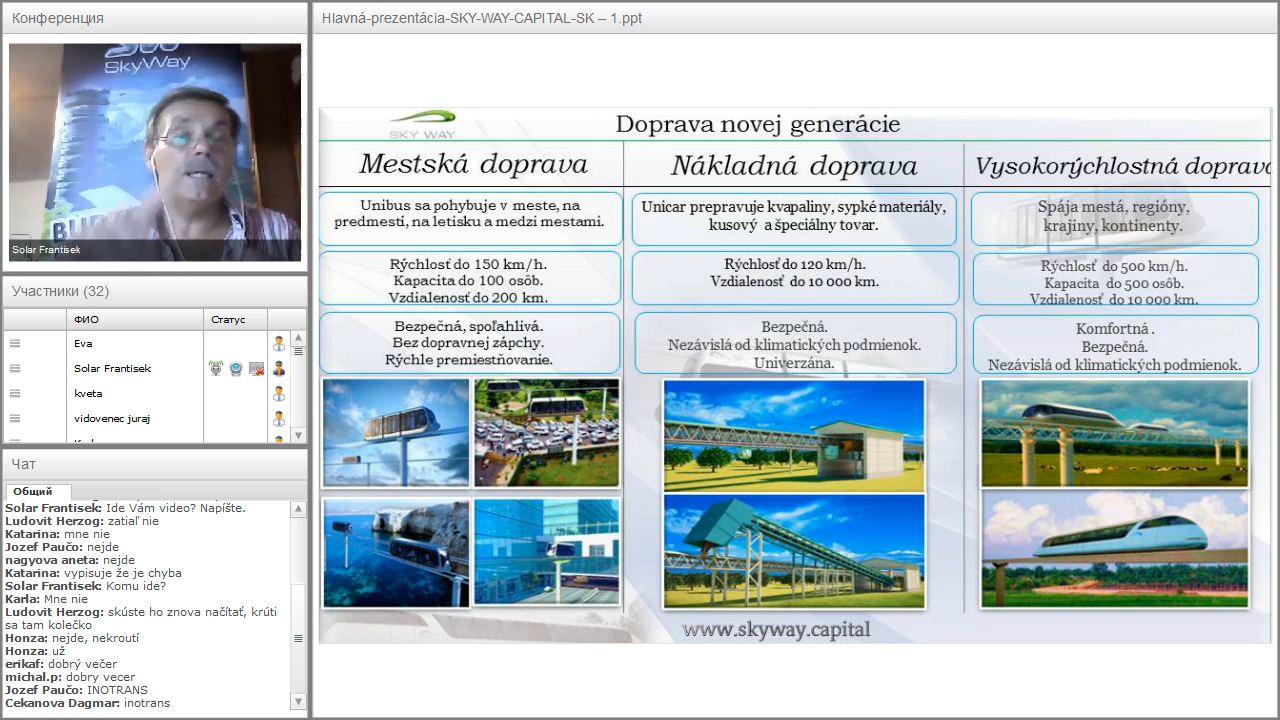 Конференция
SkyWay
Solar Frantisek
Участники (32)
ФИО
Статус
Eva
Solar Frantisek
kveta
vidovenec juraj
Чат
Общий
Solar Frantisek: Ide Vám video? Napíšte.
Ludovit Herzog: zatiaľ nie
Katarina: mne nie
Jozef Paučo: nejde
nagyova aneta: nejde
Katarina: vypisuje že je chyba
Solar Frantisek: Komu ide?
Karla: Mne nie
Ludovit Herzog: skúste ho znova načítať, krúti
sa tam kolečko
Honza: nejde, nekroutí
Honza: už
erikaf: dobrý večer
michal.p: dobry vecer
Jozef Paučo: INOTRANS
Cekanova Dagmar: inotrans
Hlavná-prezentácia-SKY-WAY-CAPITAL-SK – 1.ppt
SKY WAY
Doprava novej generácie
Mestská doprava
Unibus sa pohybuje v meste, na
predmestí, na letisku a medzi mestami.
Rýchlosť do 150 km/h.
Kapacita do 100 osôb.
Vzdialenosť do 200 km.
Bezpečná, spoľahlivá.
Bez dopravnej zápchy.
Rýchle premiestňovanie.
Nákladná doprava
Unicar prepravuje kvapaliny, sypké materiály,
kusový a špeciálny tovar.
Rýchlosť do 120 km/h.
Vzdialenosť do 10 000 km.
Bezpečná.
Nezávislá od klimatických podmienok.
Univerzána.
Vysokorýchlostná doprava
Spája mestá, regióny,
krajiny, kontinenty.
Rýchlosť do 500 km/h.
Kapacita do 500 osôb.
Vzdialenosť do 10 000 km.
Komfortná .
Bezpečná.
Nezávislá od klimatických podmienok.
www.skyway.capital